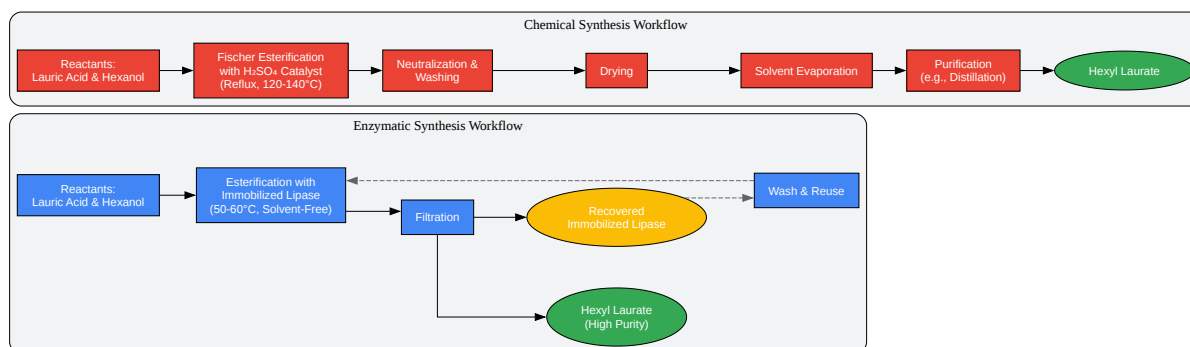 Chemical Synthesis Workflow
Reactants:
Lauric Acid & Hexanol
Fischer Esterification
with H₂SO₄ Catalyst
(Reflux, 120-140°C)
Neutralization &
Washing
Drying
Solvent Evaporation
Purification
(e.g., Distillation)
Hexyl Laurate
Enzymatic Synthesis Workflow
Reactants:
Lauric Acid & Hexanol
Esterification with
Immobilized Lipase
(50-60°C, Solvent-Free)
Filtration
Recovered
Immobilized Lipase
Wash & Reuse
Hexyl Laurate
(High Purity)